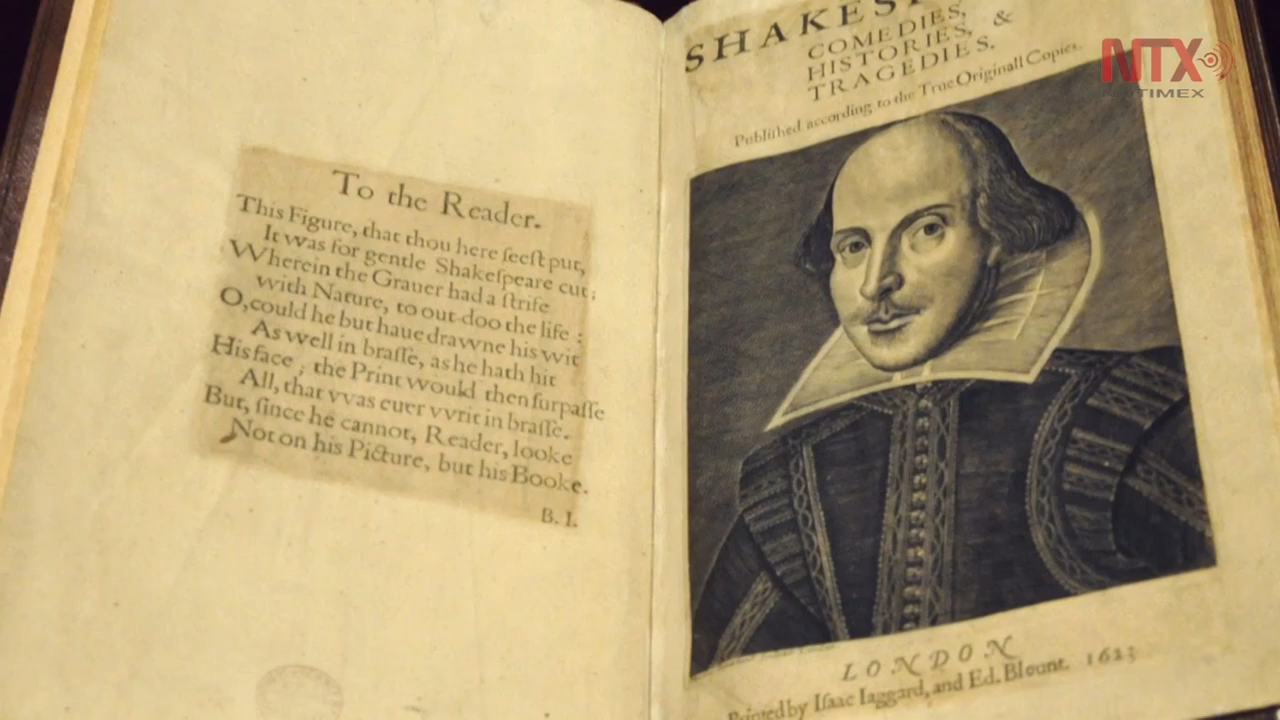 To the Reader.
This Figure, that thou here ſeeſt put,
It was for gentle Shakeſpeare cut;
Wherein the Grauer had a ſtrife
with Nature, to out-doo the life :
O, could he but haue drawne his wit
As well in braſſe, as he hath hit
His face ; the Print would then ſurpaſſe
All, that vvas euer vvrit in braſſe.
But, ſince he cannot, Reader, looke
Not on his Picture, but his Booke.
B. I.
COMEDIES,
HISTORIES, &
TRAGEDIES.
Publiſhed according to the True Originall Copies.
LONDON
Printed by Iſaac Iaggard, and Ed. Blount. 1623
NTX